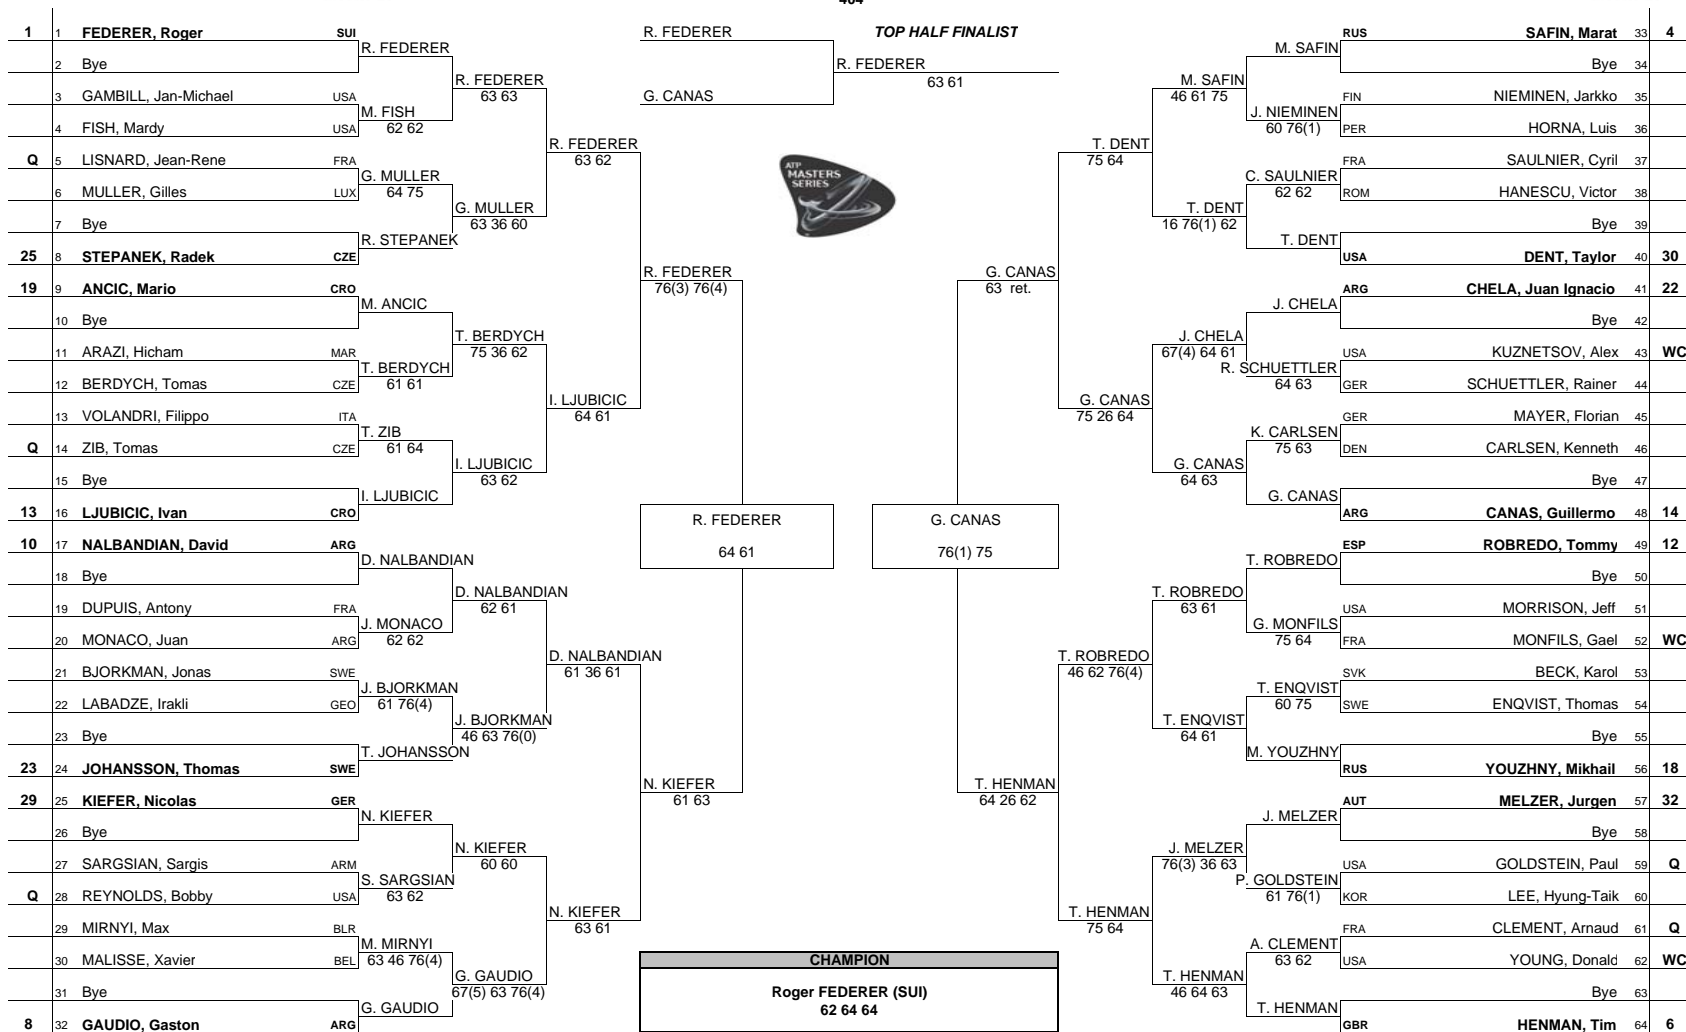 464
1 1 FEDERER, Roger SUI
2 Bye
3 GAMBILL, Jan-Michael USA
4 FISH, Mardy USA
Q 5 LISNARD, Jean-Rene FRA
6 MULLER, Gilles LUX
7 Bye
25 8 STEPANEK, Radek CZE
19 9 ANCIC, Mario CRO
10 Bye
11 ARAZI, Hicham MAR
12 BERDYCH, Tomas CZE
13 VOLANDRI, Filippo ITA
Q 14 ZIB, Tomas CZE
15 Bye
13 16 LJUBICIC, Ivan CRO
10 17 NALBANDIAN, David ARG
18 Bye
19 DUPUIS, Antony FRA
20 MONACO, Juan ARG
21 BJORKMAN, Jonas SWE
22 LABADZE, Irakli GEO
23 Bye
23 24 JOHANSSON, Thomas SWE
29 25 KIEFER, Nicolas GER
26 Bye
27 SARGSIAN, Sargis ARM
Q 28 REYNOLDS, Bobby USA
29 MIRNYI, Max BLR
30 MALISSE, Xavier BEL
31 Bye
8 32 GAUDIO, Gaston ARG
R. FEDERER
M. FISH
62 62
G. MULLER
64 75
R. STEPANEK
M. ANCIC
T. BERDYCH
61 61
T. ZIB
61 64
I. LJUBICIC
D. NALBANDIAN
J. MONACO
62 62
J. BJORKMAN
61 76(4)
T. JOHANSSON
N. KIEFER
S. SARGSIAN
63 62
M. MIRNYI
63 46 76(4)
G. GAUDIO
R. FEDERER
63 63
G. MULLER
63 36 60
T. BERDYCH
75 36 62
I. LJUBICIC
63 62
D. NALBANDIAN
62 61
J. BJORKMAN
46 63 76(0)
N. KIEFER
60 60
G. GAUDIO
67(5) 63 76(4)
R. FEDERER
63 62
I. LJUBICIC
64 61
D. NALBANDIAN
61 36 61
N. KIEFER
63 61
R. FEDERER
76(3) 76(4)
N. KIEFER
61 63
R. FEDERER
64 61
R. FEDERER
TOP HALF FINALIST
R. FEDERER
63 61
G. CANAS
ATP
MASTERS
SERIES
G. CANAS
76(1) 75
CHAMPION
Roger FEDERER (SUI)
62 64 64
G. CANAS
63 ret.
T. HENMAN
64 26 62
T. DENT
75 64
G. CANAS
75 26 64
T. ROBREDO
46 62 76(4)
T. HENMAN
75 64
M. SAFIN
46 61 75
T. DENT
16 76(1) 62
J. CHELA
67(4) 64 61
G. CANAS
64 63
T. ROBREDO
63 61
T. ENQVIST
64 61
J. MELZER
76(3) 36 63
T. HENMAN
46 64 63
M. SAFIN
J. NIEMINEN
60 76(1)
C. SAULNIER
62 62
T. DENT
J. CHELA
R. SCHUETTLER
64 63
K. CARLSEN
75 63
G. CANAS
T. ROBREDO
G. MONFILS
75 64
T. ENQVIST
60 75
M. YOUZHNY
J. MELZER
P. GOLDSTEIN
61 76(1)
A. CLEMENT
63 62
T. HENMAN
RUS SAFIN, Marat 33 4
Bye 34
FIN NIEMINEN, Jarkko 35
PER HORNA, Luis 36
FRA SAULNIER, Cyril 37
ROM HANESCU, Victor 38
Bye 39
USA DENT, Taylor 40 30
ARG CHELA, Juan Ignacio 41 22
Bye 42
USA KUZNETSOV, Alex 43 WC
GER SCHUETTLER, Rainer 44
GER MAYER, Florian 45
DEN CARLSEN, Kenneth 46
Bye 47
ARG CANAS, Guillermo 48 14
ESP ROBREDO, Tommy 49 12
Bye 50
USA MORRISON, Jeff 51
FRA MONFILS, Gael 52 WC
SVK BECK, Karol 53
SWE ENQVIST, Thomas 54
Bye 55
RUS YOUZHNY, Mikhail 56 18
AUT MELZER, Jurgen 57 32
Bye 58
USA GOLDSTEIN, Paul 59 Q
KOR LEE, Hyung-Taik 60
FRA CLEMENT, Arnaud 61 Q
USA YOUNG, Donald 62 WC
Bye 63
GBR HENMAN, Tim 64 6